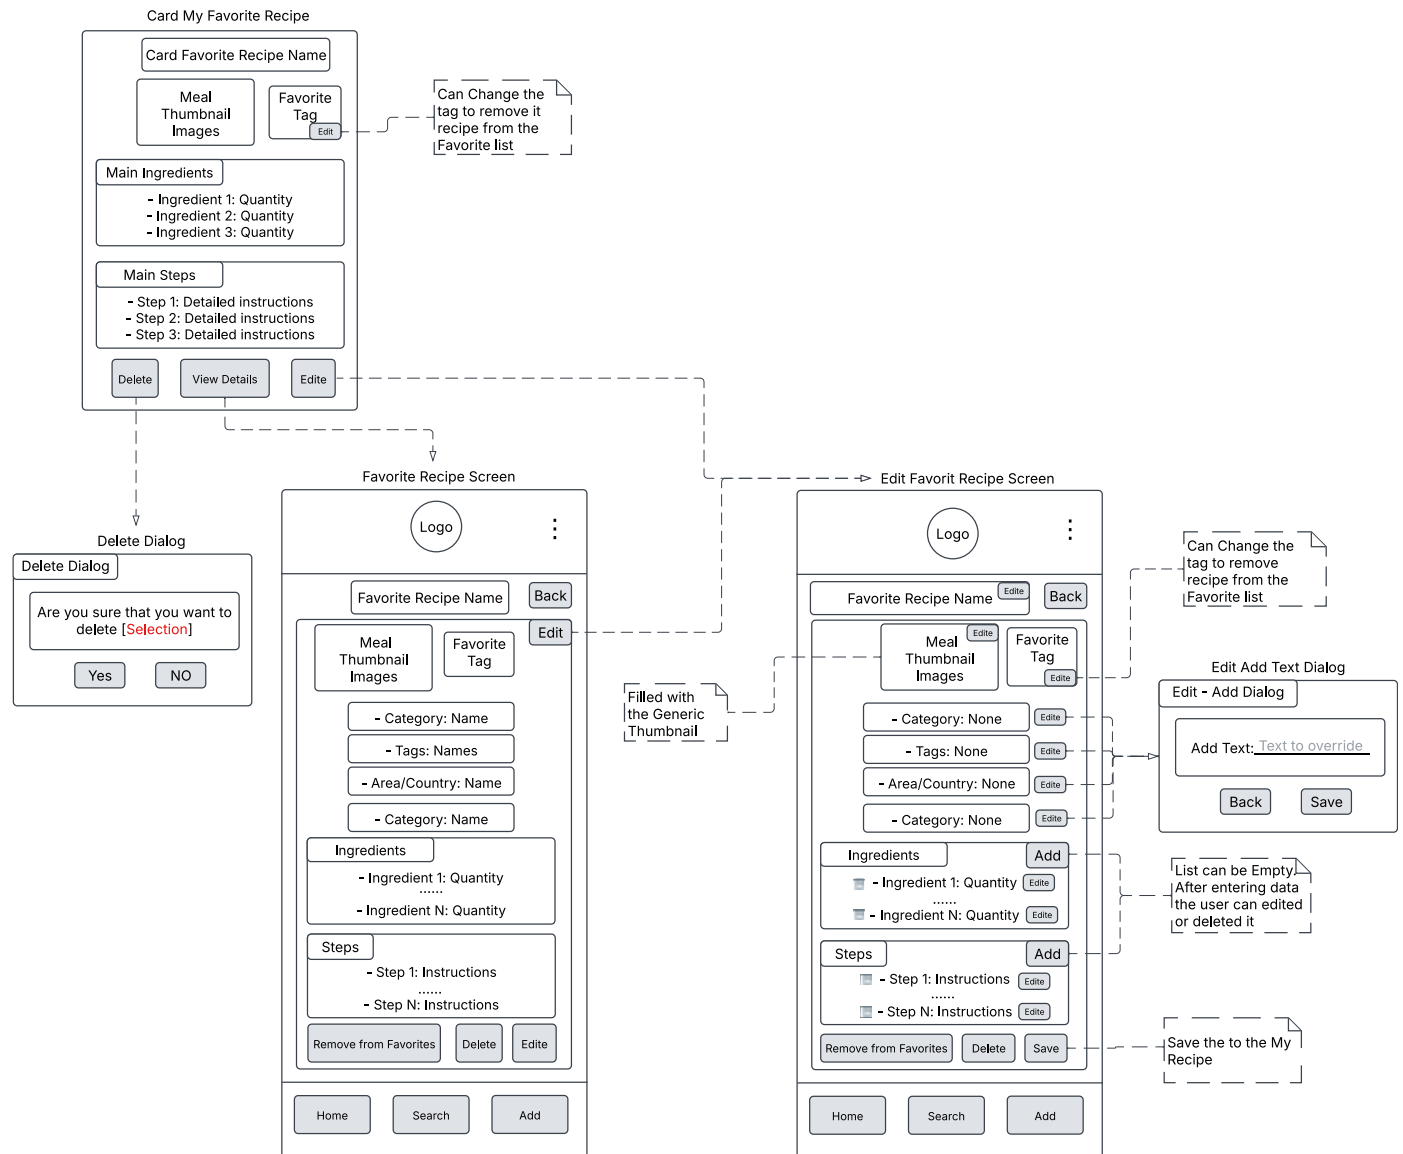 Card My Favorite Recipe
Card Favorite Recipe Name
Meal
Thumbnail
Images
Favorite
Tag
Edit
Can Change the
tag to remove it
recipe from the
Favorite list
Main Ingredients
- Ingredient 1: Quantity
- Ingredient 2: Quantity
- Ingredient 3: Quantity
Main Steps
- Step 1: Detailed instructions
- Step 2: Detailed instructions
- Step 3: Detailed instructions
Delete
View Details
Edite
Delete Dialog
Delete Dialog
Are you sure that you want to
delete [Selection]
Yes
NO
Favorite Recipe Screen
Logo
Favorite Recipe Name
Back
Edit
Meal
Thumbnail
Images
Favorite
Tag
- Category: Name
- Tags: Names
- Area/Country: Name
- Category: Name
Ingredients
- Ingredient 1: Quantity
......
- Ingredient N: Quantity
Steps
- Step 1: Instructions
......
- Step N: Instructions
Remove from Favorites
Delete
Edite
Home
Search
Add
Edit Favorit Recipe Screen
Logo
Favorite Recipe Name
Edite
Back
Meal
Thumbnail
Images
Edite
Favorite
Tag
Edite
Filled with
the Generic
Thumbnail
- Category: None
Edite
- Tags: None
Edite
- Area/Country: None
Edite
- Category: None
Edite
Ingredients
Add
- Ingredient 1: Quantity
Edite
......
- Ingredient N: Quantity
Edite
Steps
Add
- Step 1: Instructions
Edite
......
- Step N: Instructions
Edite
Remove from Favorites
Delete
Save
Home
Search
Add
Can Change the
tag to remove
recipe from the
Favorite list
Edit Add Text Dialog
Edit - Add Dialog
Add Text: Text to override
Back
Save
List can be Empty.
After entering data
the user can edited
or deleted it
Save the to the My
Recipe